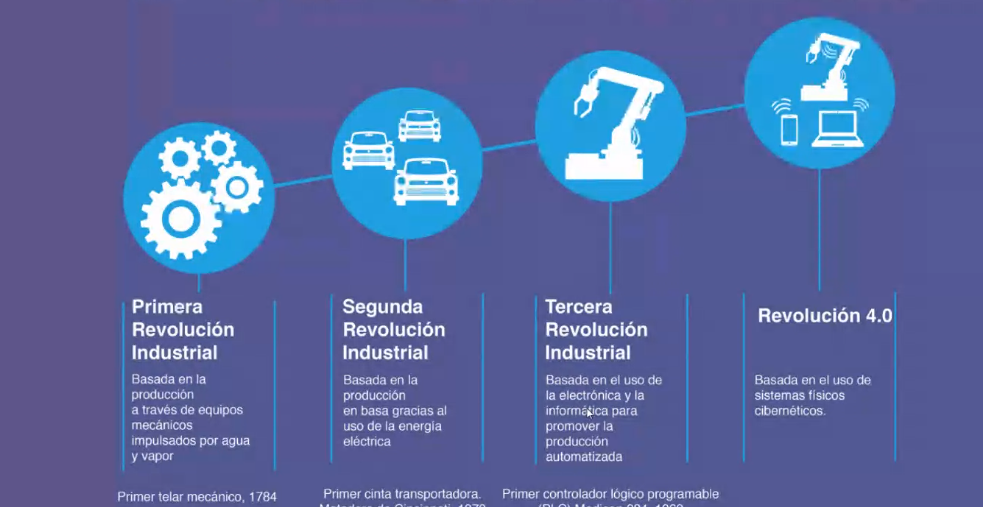 Primera
Revolución
Industrial
Basada en la
producción
a través de equipos
mecánicos
impulsados por agua
y vapor
Primer telar mecánico, 1784
Segunda
Revolución
Industrial
Basada en la
producción
en basa gracias al
uso de la energía
eléctrica
Primer cinta transportadora.
Tercera
Revolución
Industrial
Basada en el uso de
la electrónica y la
informática para
promover la
producción
automatizada
Primer controlador lógico programable
Revolución 4.0
Basada en el uso de
sistemas físicos
cibernéticos.